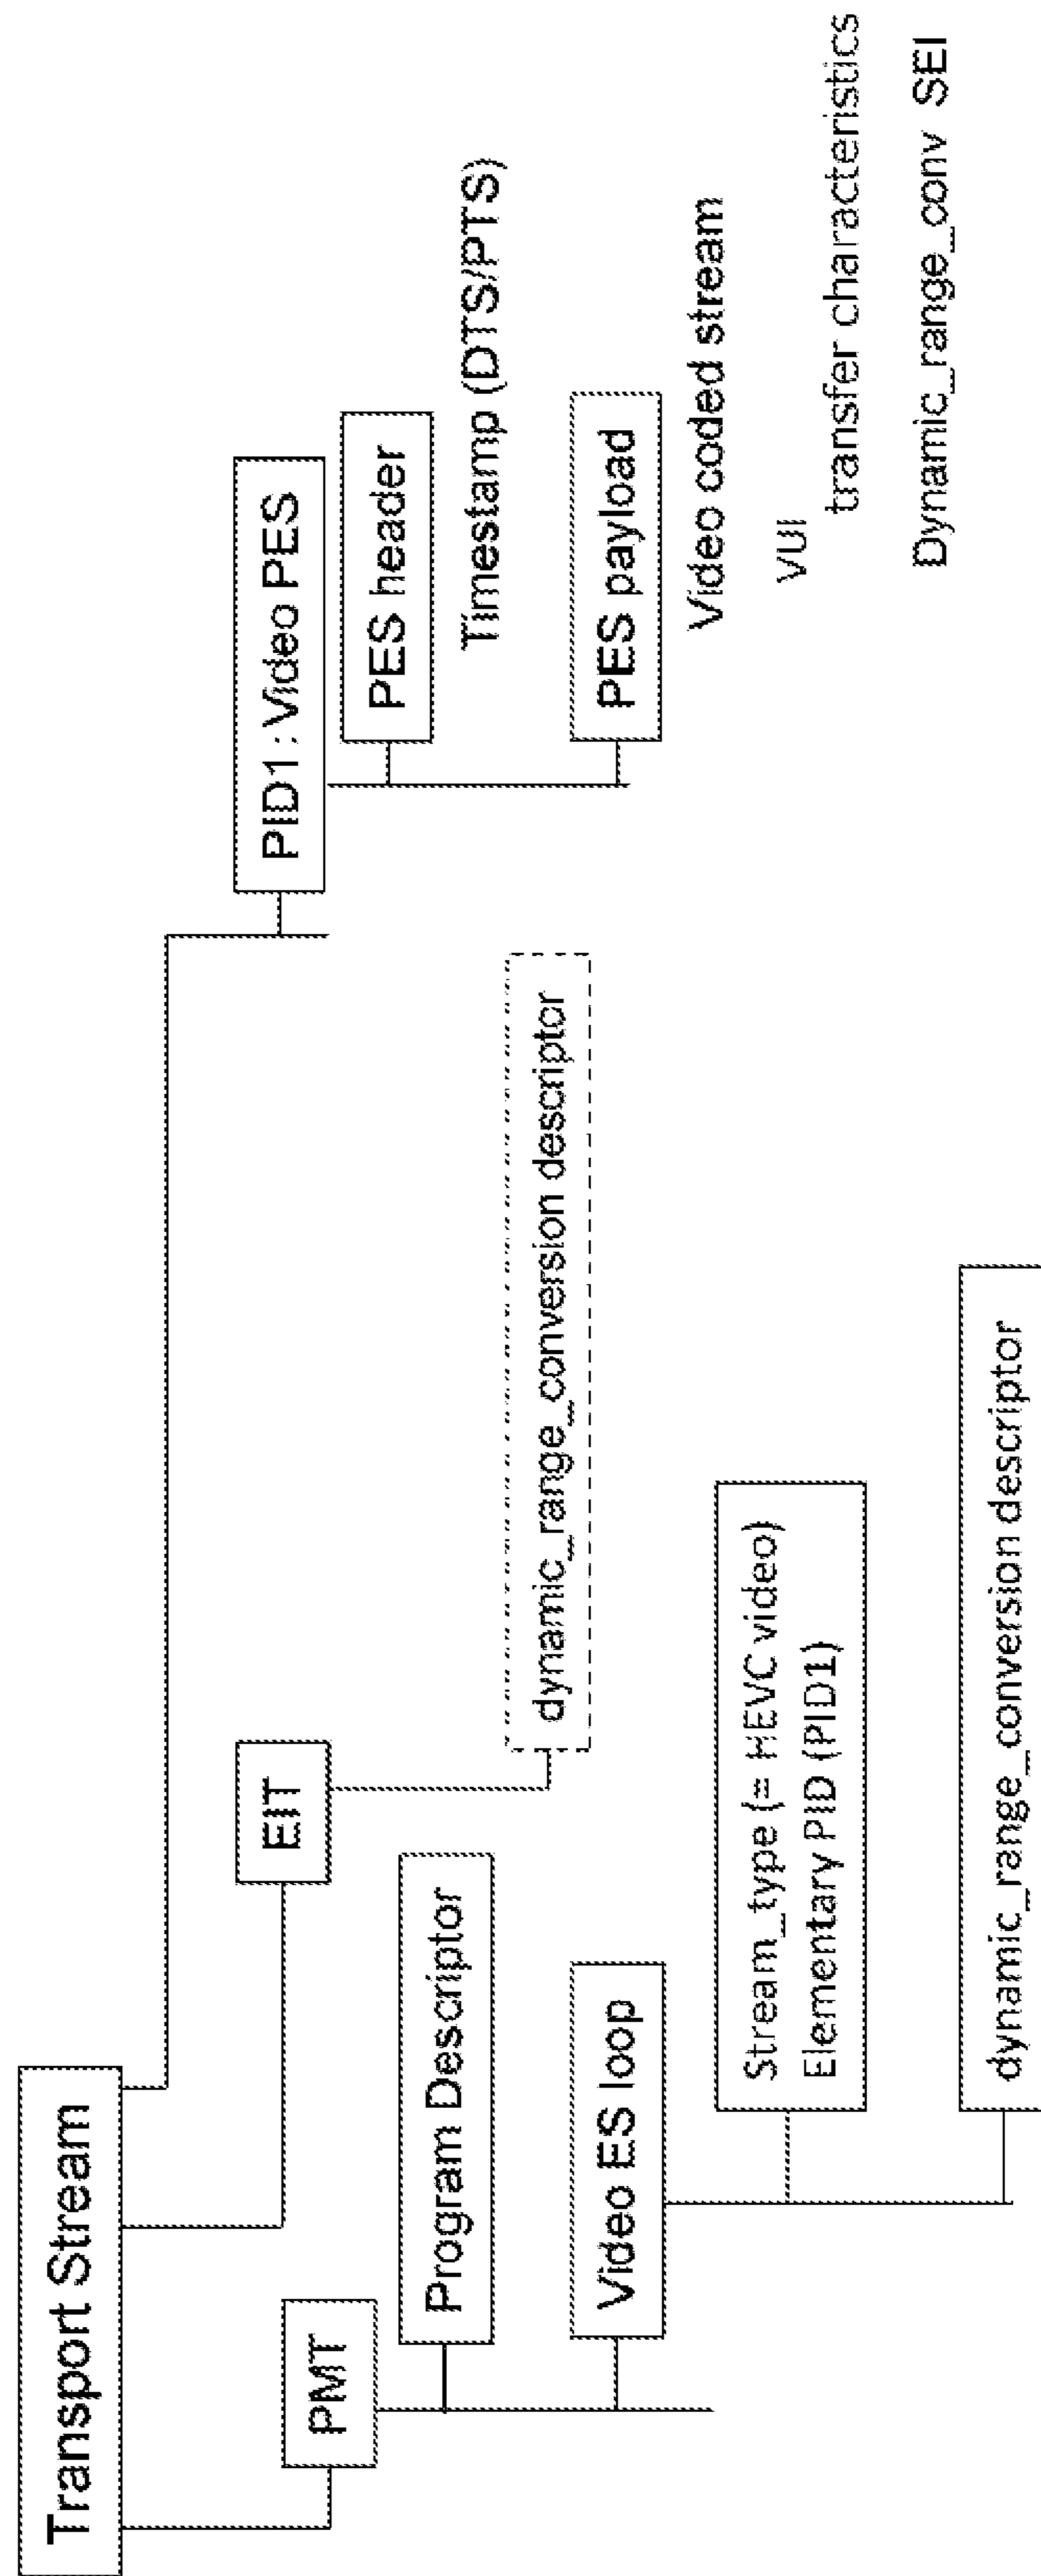 Transport Stream
PMT
Program Descriptor
Video ES loop
Stream_type (= HEVC video)
Elementary PID (PID1)
dynamic_range_conversion descriptor
EIT
dynamic_range_conversion descriptor
PID1 : Video PES
PES header
Timestamp (DTS/PTS)
PES payload
Video coded stream
VUI
transfer characteristics
Dynamic_range_conv SEI